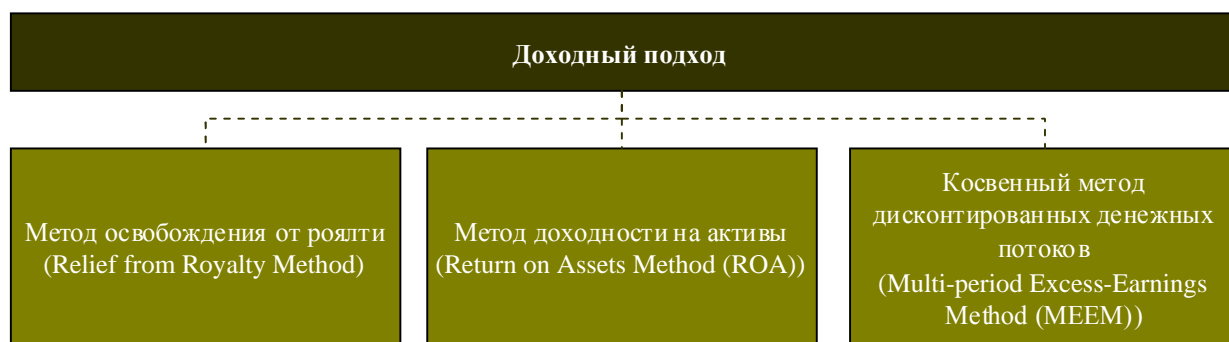 Доходный подход
Метод освобождения от роялти
(Relief from Royalty Method)
Метод доходности на активы
(Return on Assets Method (ROA))
Косвенный метод
дисконтированных денежных
потоков
(Multi-period Excess-Earnings
Method (MEEM))